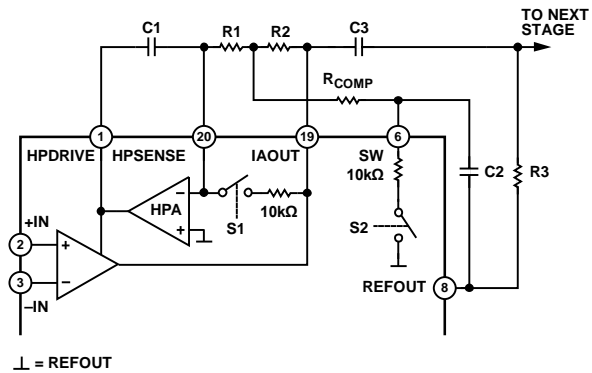 TO NEXT
STAGE
C1
R1
R2
C3
RCOMP
1
20
19
6
HPDRIVE
HPSENSE
IAOUT
SW
10kΩ
C2
R3
HPA
–
+
S1
10kΩ
S2
+IN
2
+
3
–
–IN
REFOUT
8
⊥ = REFOUT